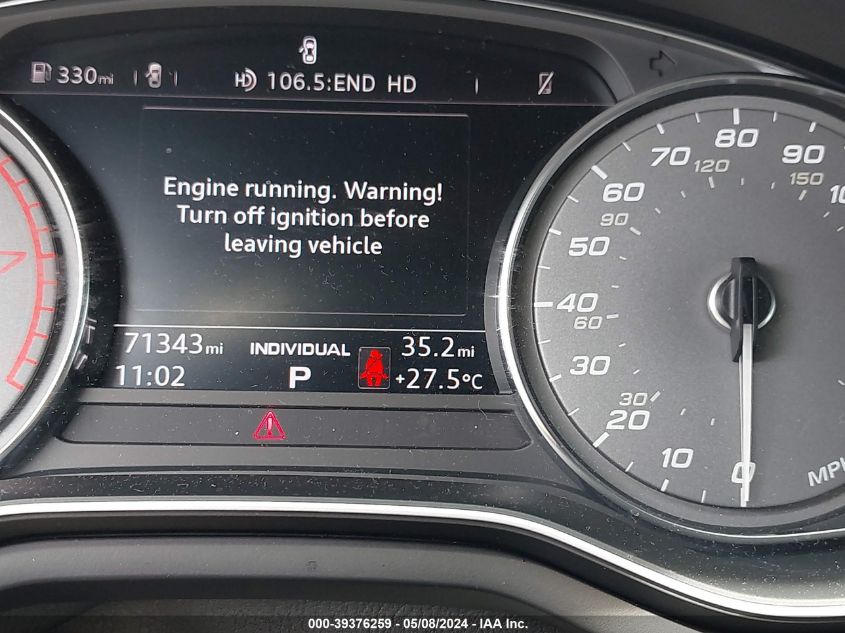 330mi
HD 106.5:END HD
Engine running. Warning!
Turn off ignition before
leaving vehicle
71343mi INDIVIDUAL 35.2mi
11:02 P +27.5°C
0
10
20
30
40
50
60
70
80
90
30
60
90
120
150
000-39376259 - 05/08/2024 - IAA Inc.